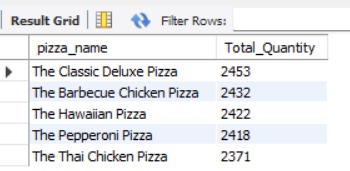 Result Grid Filter Rows:
pizza_name Total_Quantity
The Classic Deluxe Pizza 2453
The Barbecue Chicken Pizza 2432
The Hawaiian Pizza 2422
The Pepperoni Pizza 2418
The Thai Chicken Pizza 2371